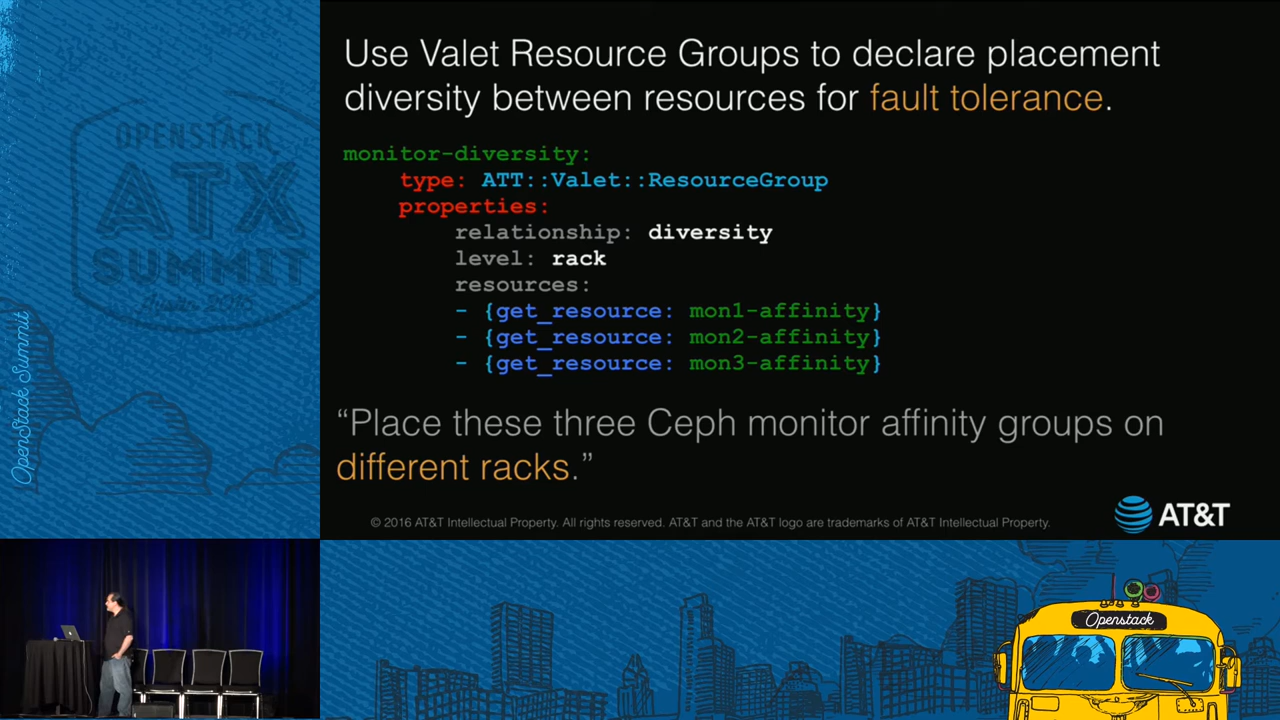 Use Valet Resource Groups to declare placement
diversity between resources for fault tolerance.
monitor-diversity:
type: ATT::Valet::ResourceGroup
properties:
relationship: diversity
level: rack
resources:
- {get_resource: mon1-affinity}
- {get_resource: mon2-affinity}
- {get_resource: mon3-affinity}
“Place these three Ceph monitor affinity groups on
different racks.”
© 2016 AT&T Intellectual Property. All rights reserved. AT&T and the AT&T logo are trademarks of AT&T Intellectual Property.
AT&T
OPENSTACK
ATX
SUMMIT
Austin 2016
OpenStack Summit
Openstack